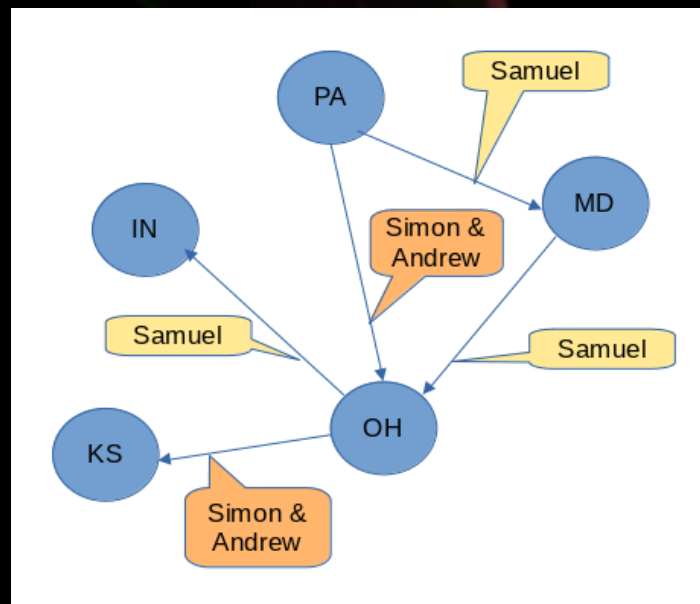 Samuel
PA
MD
IN
Simon &
Andrew
Samuel
Samuel
OH
KS
Simon &
Andrew